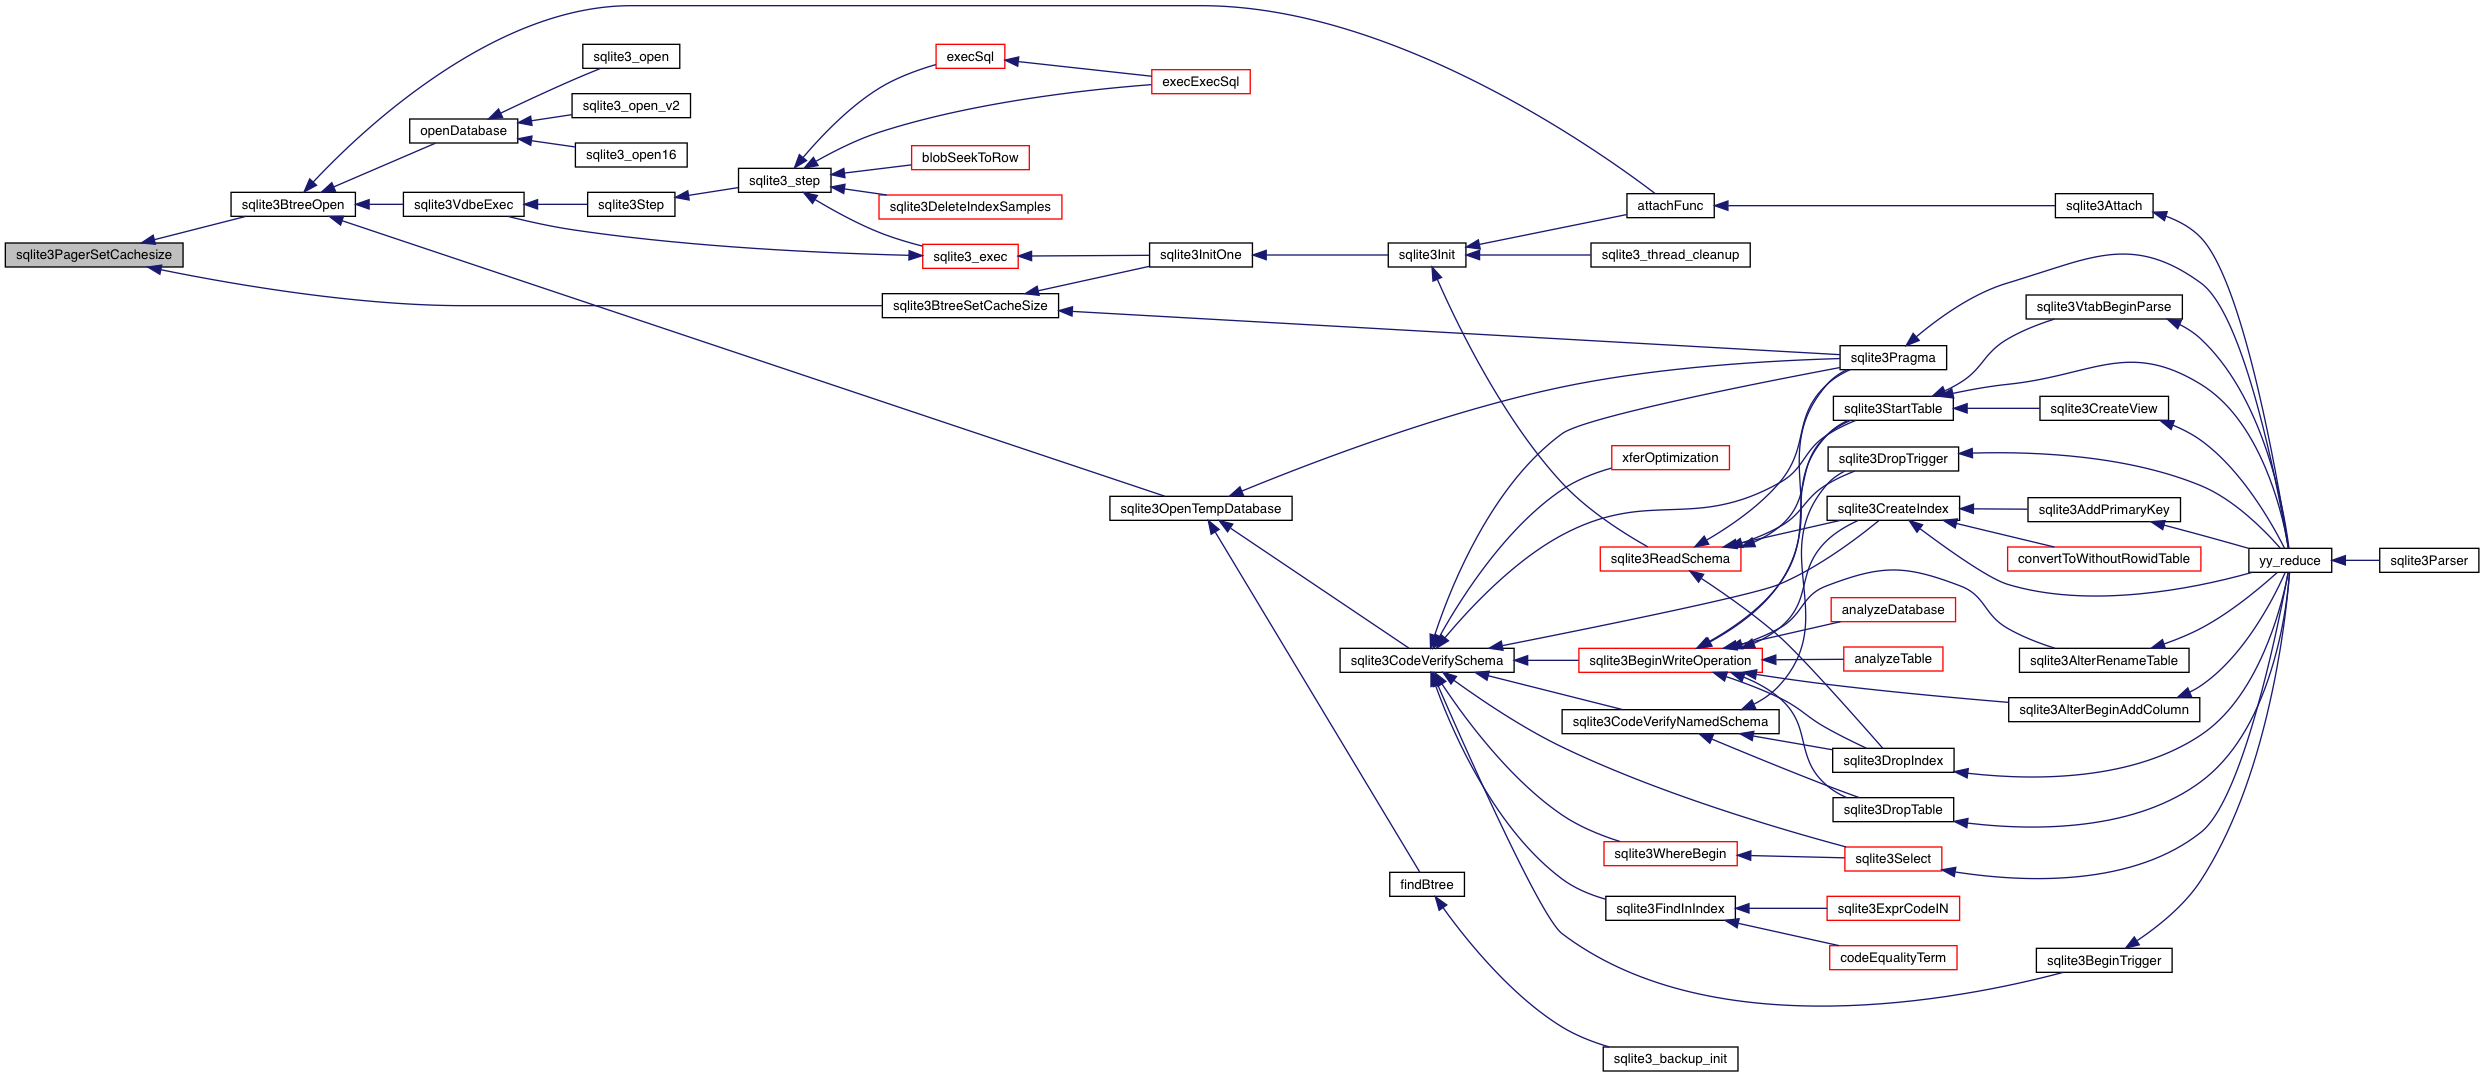 sqlite3PagerSetCachesize
sqlite3BtreeOpen
openDatabase
sqlite3VdbeExec
sqlite3_open
sqlite3_open_v2
sqlite3_open16
sqlite3Step
sqlite3_step
execSql
execExecSql
blobSeekToRow
sqlite3DeleteIndexSamples
sqlite3_exec
sqlite3BtreeSetCacheSize
sqlite3InitOne
sqlite3Init
attachFunc
sqlite3_thread_cleanup
sqlite3Attach
sqlite3OpenTempDatabase
sqlite3CodeVerifySchema
findBtree
sqlite3_backup_init
xferOptimization
sqlite3ReadSchema
sqlite3BeginWriteOperation
sqlite3CodeVerifyNamedSchema
sqlite3WhereBegin
sqlite3FindInIndex
sqlite3Pragma
sqlite3StartTable
sqlite3DropTrigger
sqlite3CreateIndex
analyzeDatabase
analyzeTable
sqlite3DropIndex
sqlite3DropTable
sqlite3Select
sqlite3ExprCodeIN
codeEqualityTerm
sqlite3VtabBeginParse
sqlite3CreateView
sqlite3AddPrimaryKey
convertToWithoutRowidTable
sqlite3AlterRenameTable
sqlite3AlterBeginAddColumn
sqlite3BeginTrigger
yy_reduce
sqlite3Parser